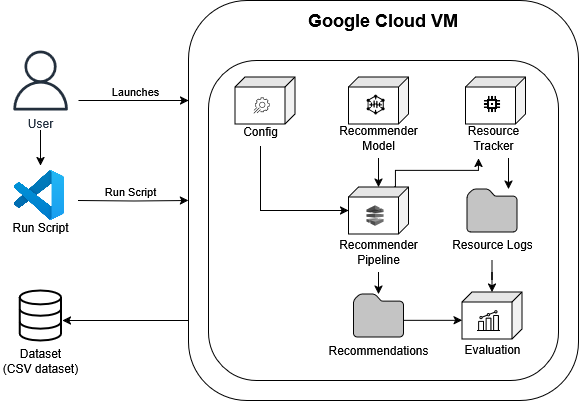 Google Cloud VM
Launches
User
Config
Recommender
Model
Resource
Tracker
Run Script
Run Script
Recommender
Pipeline
Resource Logs
Dataset
(CSV dataset)
Recommendations
Evaluation